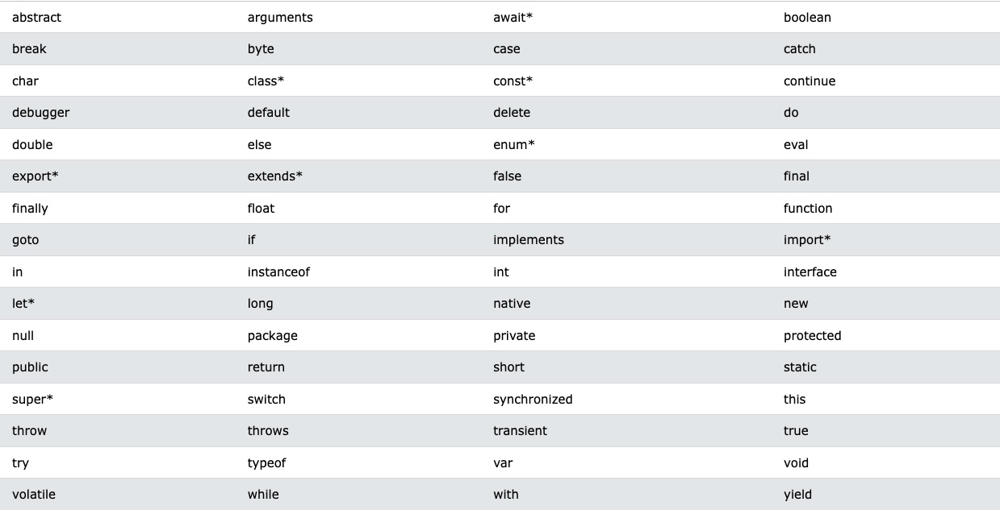 abstract arguments await* boolean
break byte case catch
char class* const* continue
debugger default delete do
double else enum* eval
export* extends* false final
finally float for function
goto if implements import*
in instanceof int interface
let* long native new
null package private protected
public return short static
super* switch synchronized this
throw throws transient true
try typeof var void
volatile while with yield